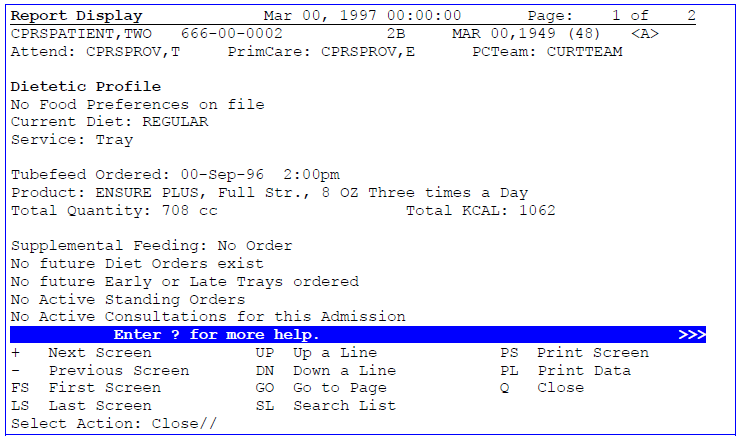 Report Display Mar 00, 1997 00:00:00 Page: 1 of 2
CPRSPATIENT,TWO 666-00-0002 2B MAR 00,1949 (48) <A>
Attend: CPRSPROV,T PrimCare: CPRSPROV,E PCTeam: CURTTEAM
Dietetic Profile
No Food Preferences on file
Current Diet: REGULAR
Service: Tray
Tubefeed Ordered: 00-Sep-96 2:00pm
Product: ENSURE PLUS, Full Str., 8 OZ Three times a Day
Total Quantity: 708 cc Total KCAL: 1062
Supplemental Feeding: No Order
No future Diet Orders exist
No future Early or Late Trays ordered
No Active Standing Orders
No Active Consultations for this Admission
Enter ? for more help. >>>
+ Next Screen UP Up a Line PS Print Screen
- Previous Screen DN Down a Line PL Print Data
FS First Screen GO Go to Page Q Close
LS Last Screen SL Search List
Select Action: Close//